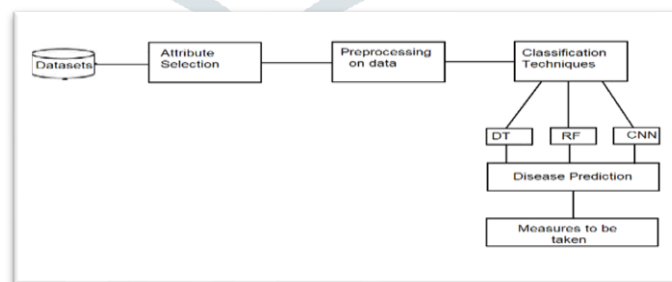 Datasets
Attribute
Selection
Preprocessing
on data
Classification
Techniques
DT
RF
CNN
Disease Prediction
Measures to be
taken